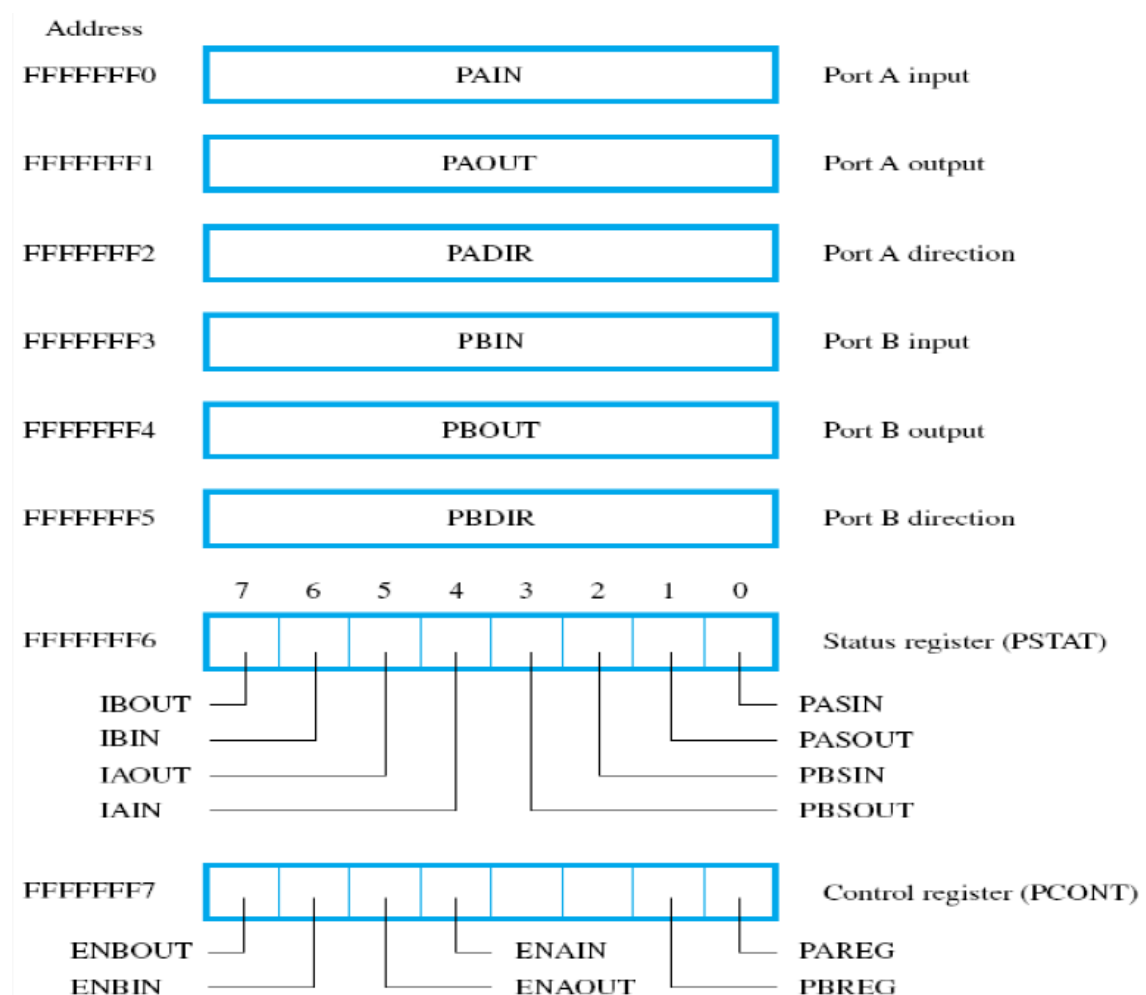 Address
FFFFFFF0 PAIN Port A input
FFFFFFF1 PAOUT Port A output
FFFFFFF2 PADIR Port A direction
FFFFFFF3 PBIN Port B input
FFFFFFF4 PBOUT Port B output
FFFFFFF5 PBDIR Port B direction
7 6 5 4 3 2 1 0
FFFFFFF6 Status register (PSTAT)
IBOUT PASIN
IBIN PASOUT
IAOUT PBSIN
IAIN PBSOUT
FFFFFFF7 Control register (PCONT)
ENBOUT ENAIN PAREG
ENBIN ENAOUT PBREG